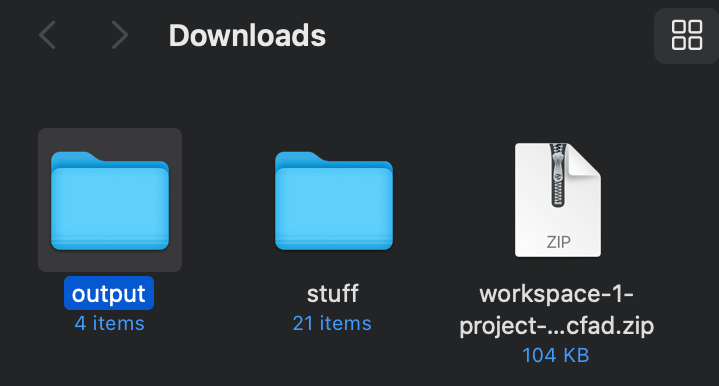 Downloads
output
4 items
stuff
21 items
ZIP
workspace-1-
project-...cfad.zip
104 KB